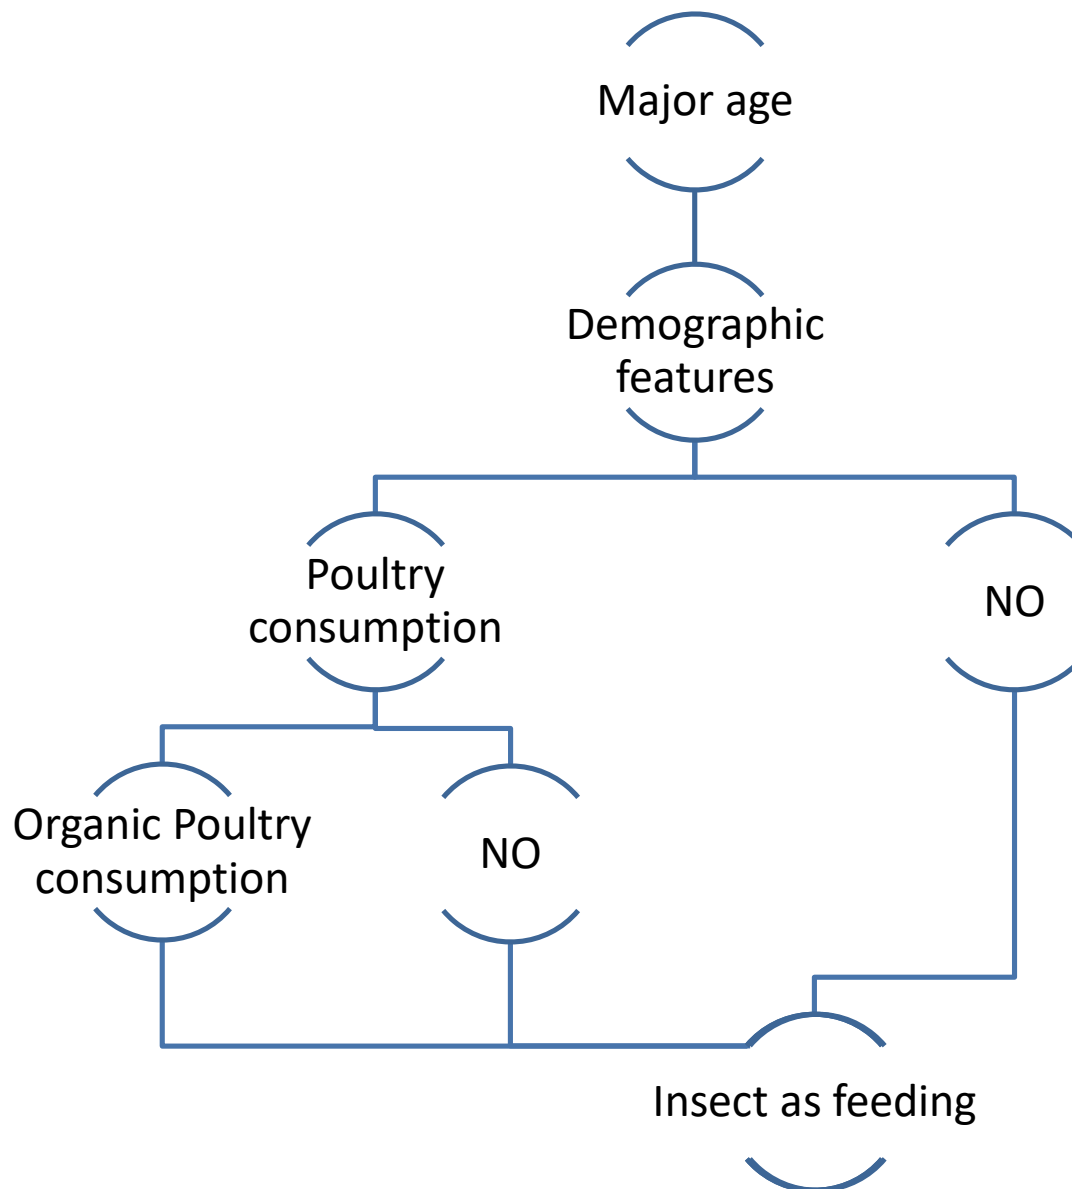 Major age
Demographic
features
Poultry
consumption
NO
Organic Poultry
consumption
NO
Insect as feeding